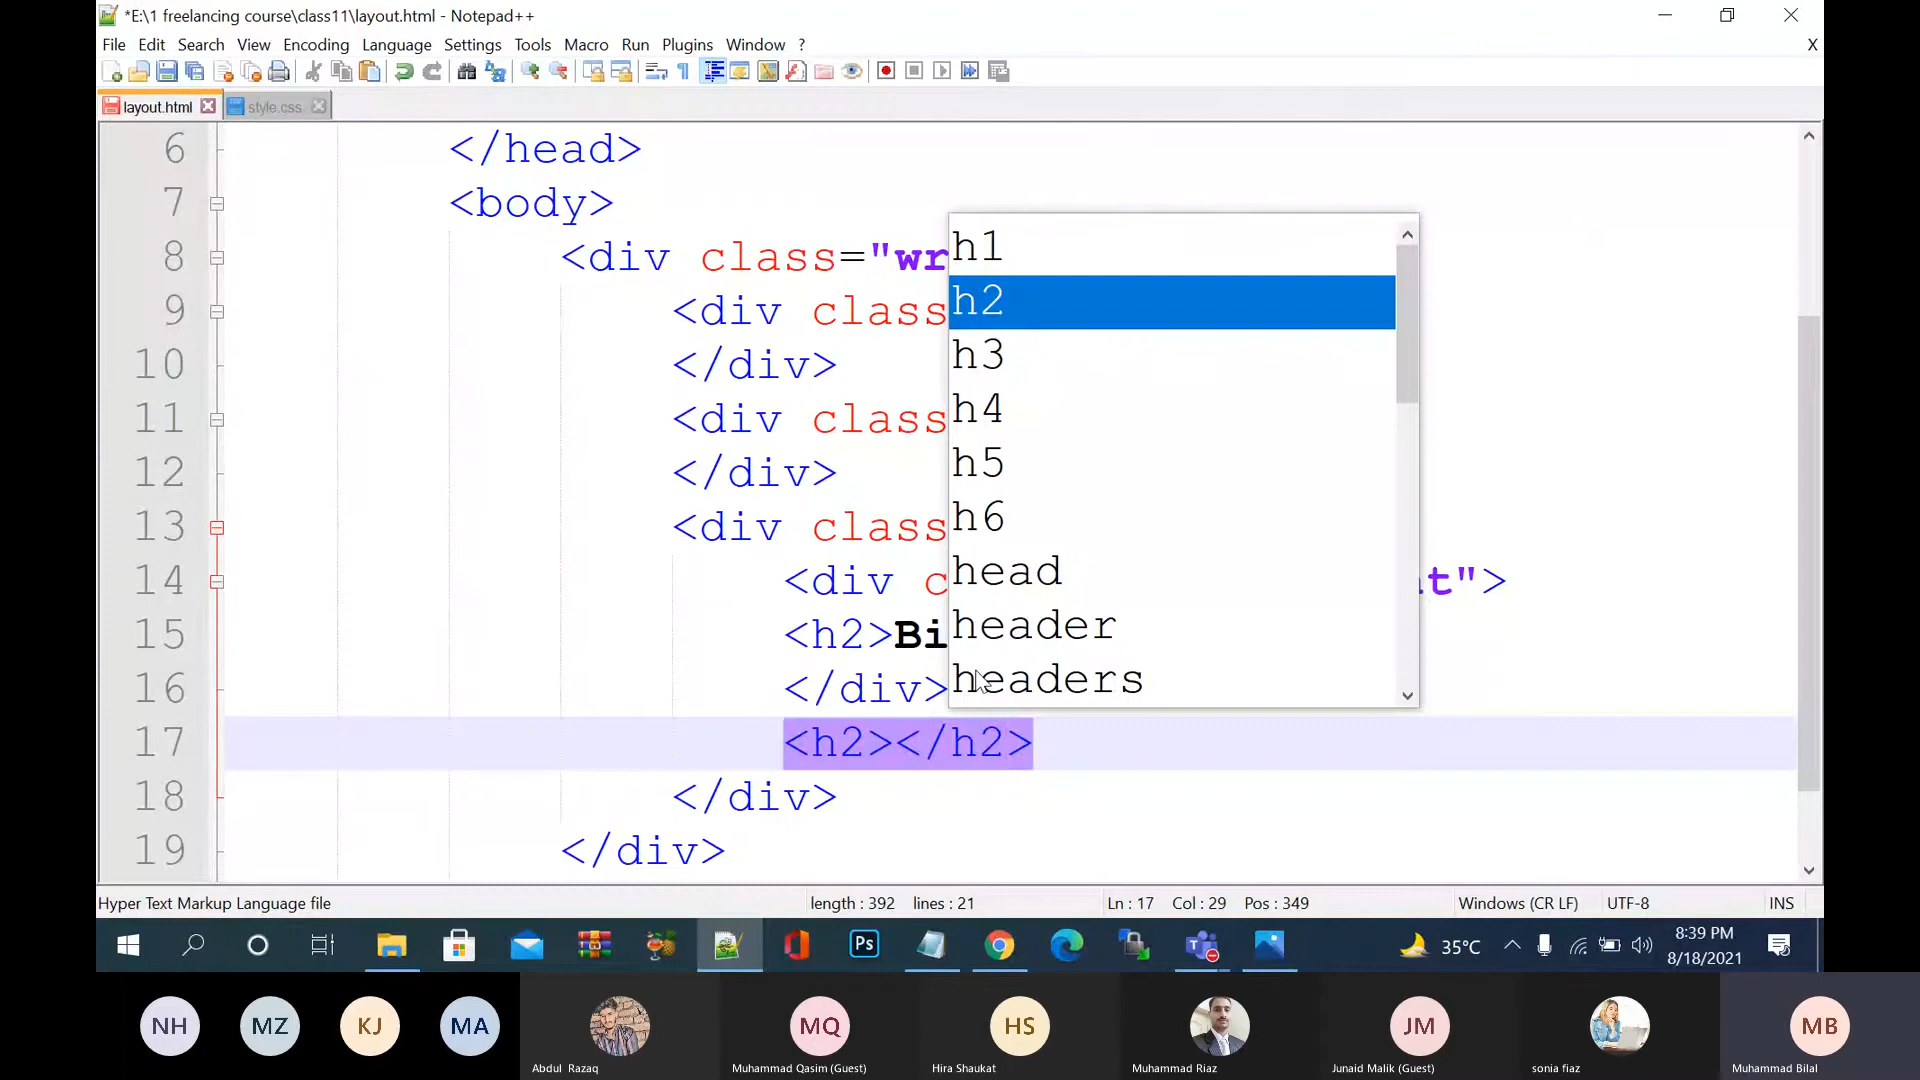 *E:\1 freelancing course\class11\layout.html - Notepad++
File Edit Search View Encoding Language Settings Tools Macro Run Plugins Window ? X
layout.html style.css
6 </head>
7 <body>
8 <div class="wr
9 <div class
10 </div>
11 <div class
12 </div>
13 <div class
14 <div c t">
15 <h2>Bi
16 </div>
17 <h2></h2>
18 </div>
19 </div>
h1
h2
h3
h4
h5
h6
head
header
headers
Hyper Text Markup Language file length : 392 lines : 21 Ln : 17 Col : 29 Pos : 349 Windows (CR LF) UTF-8 INS
Ps 35°C 8:39 PM
8/18/2021
NH MZ KJ MA MQ HS JM MB
Abdul Razaq Muhammad Qasim (Guest) Hira Shaukat Muhammad Riaz Junaid Malik (Guest) sonia fiaz Muhammad Bilal